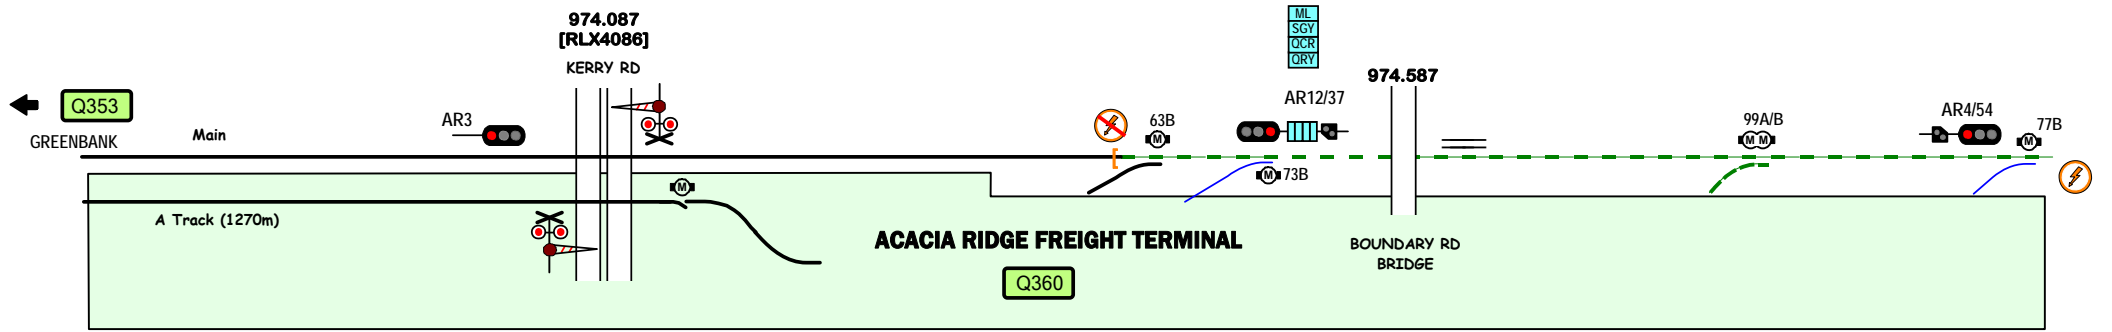 974.087
[RLX4086]
KERRY RD
ML
SGY
QCR
QRY
974.587
Q353
GREENBANK
Main
AR3
63B
AR12/37
99A/B
AR4/54
77B
M
M
M M
M
73B
M
M
A Track (1270m)
ACACIA RIDGE FREIGHT TERMINAL
BOUNDARY RD
BRIDGE
Q360